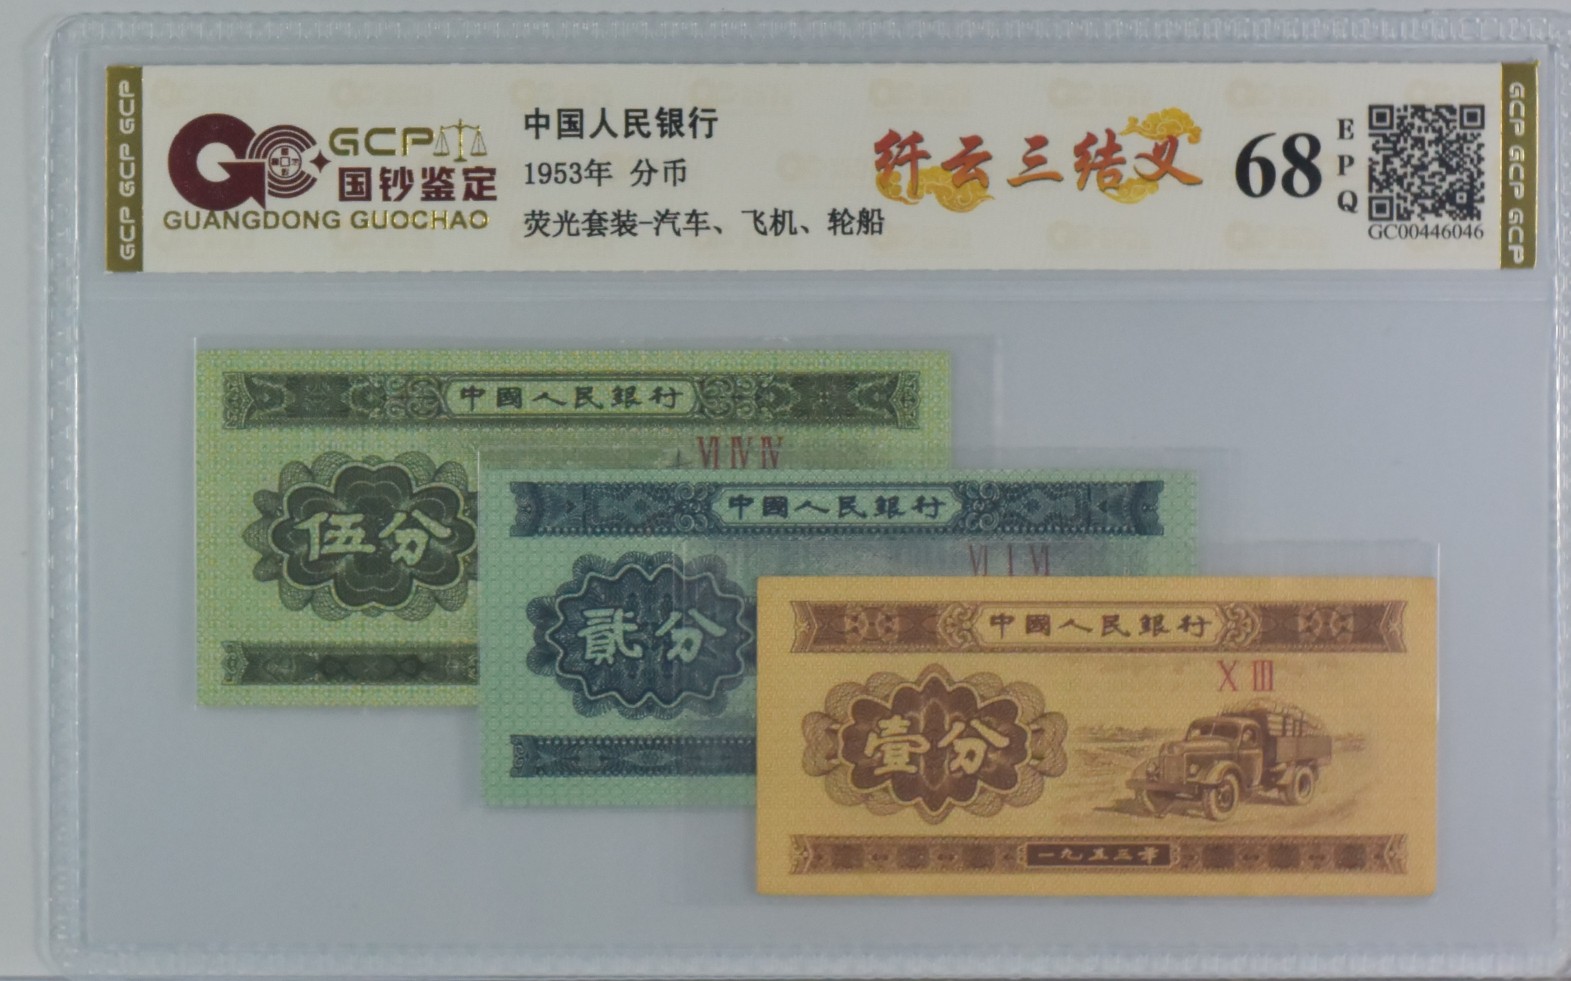 GCP GCP GCP
GCP
国钞鉴定
GUANGDONG GUOCHAO
中国人民银行
1953年 分币
荧光套装-汽车、飞机、轮船
纤云三结义
68
EPQ
GC00446046
GCP GCP GCP
中國人民銀行
VI IV IV
伍分
中國人民銀行
VI I VI
貳分
中國人民銀行
X III
壹分
一九五三年